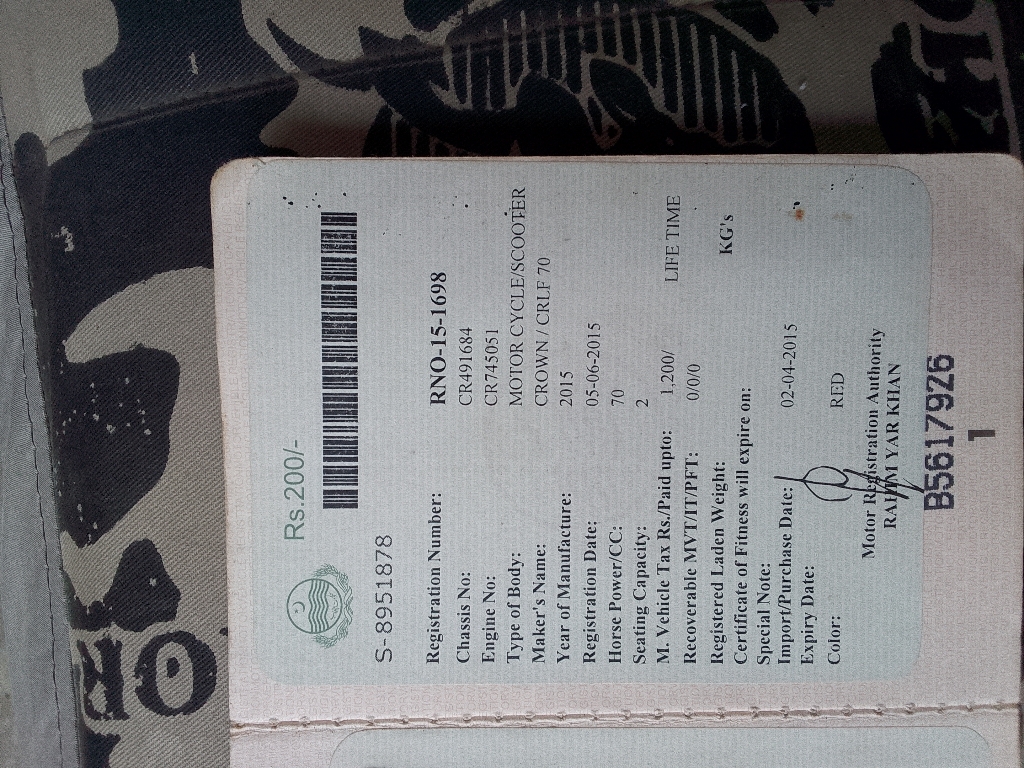 Rs.200/-
S-8951878
Registration Number: RNO-15-1698
Chassis No: CR491684
Engine No: CR745051
Type of Body: MOTOR CYCLE/SCOOTER
Maker's Name: CROWN / CRLF 70
Year of Manufacture: 2015
Registration Date: 05-06-2015
Horse Power/CC: 70
Seating Capacity: 2
M. Vehicle Tax Rs./Paid upto: 1,200/ LIFE TIME
Recoverable MVT/IT/PFT: 0/0/0
Registered Laden Weight: KG's
Certificate of Fitness will expire on:
Special Note:
Import/Purchase Date: 02-04-2015
Expiry Date:
Color: RED
Motor Registration Authority
RAHIM YAR KHAN
B5617926
1